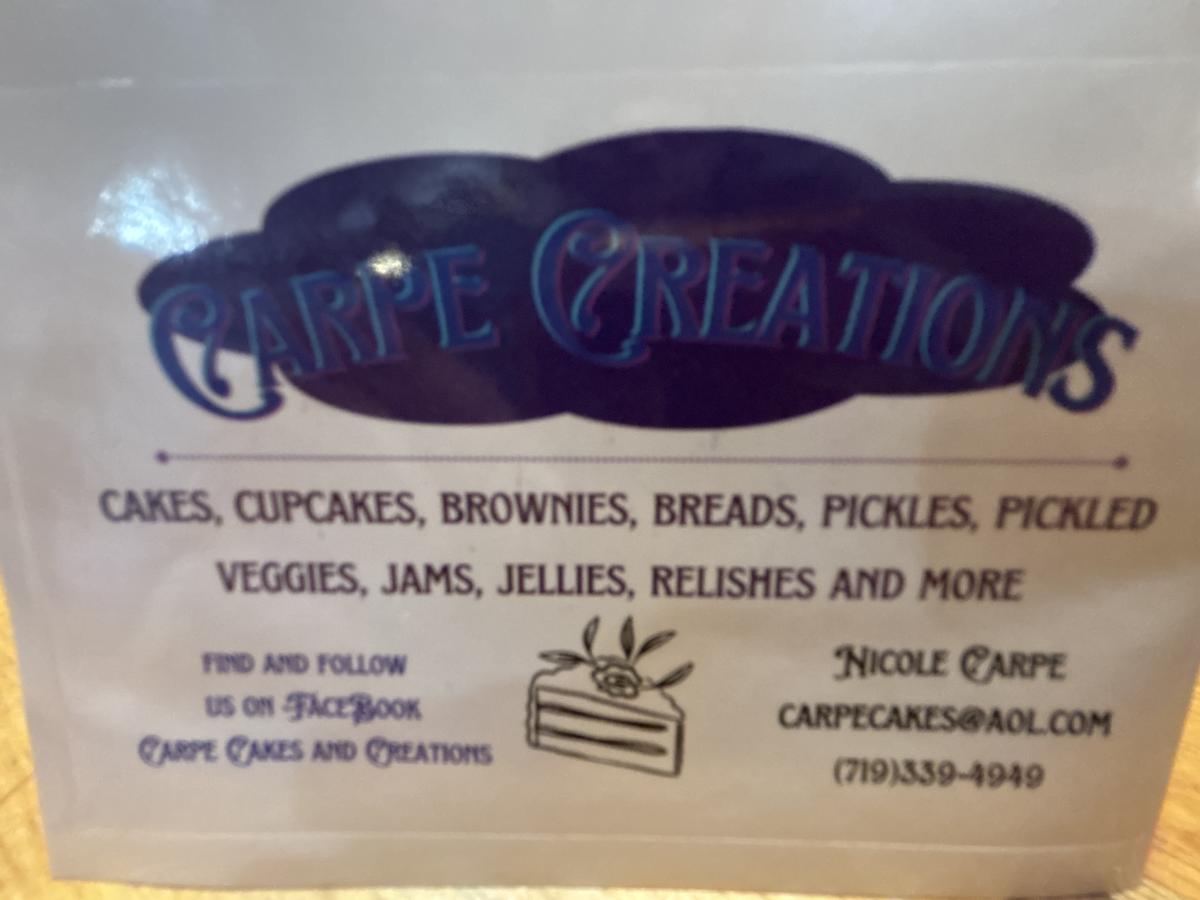 CARPE CREATIONS
CAKES, CUPCAKES, BROWNIES, BREADS, PICKLES, PICKLED
VEGGIES, JAMS, JELLIES, RELISHES AND MORE
FIND AND FOLLOW
US ON FACEBOOK
CARPE CAKES AND CREATIONS
NICOLE CARPE
CARPECAKES@AOL.COM
(719)339-4949